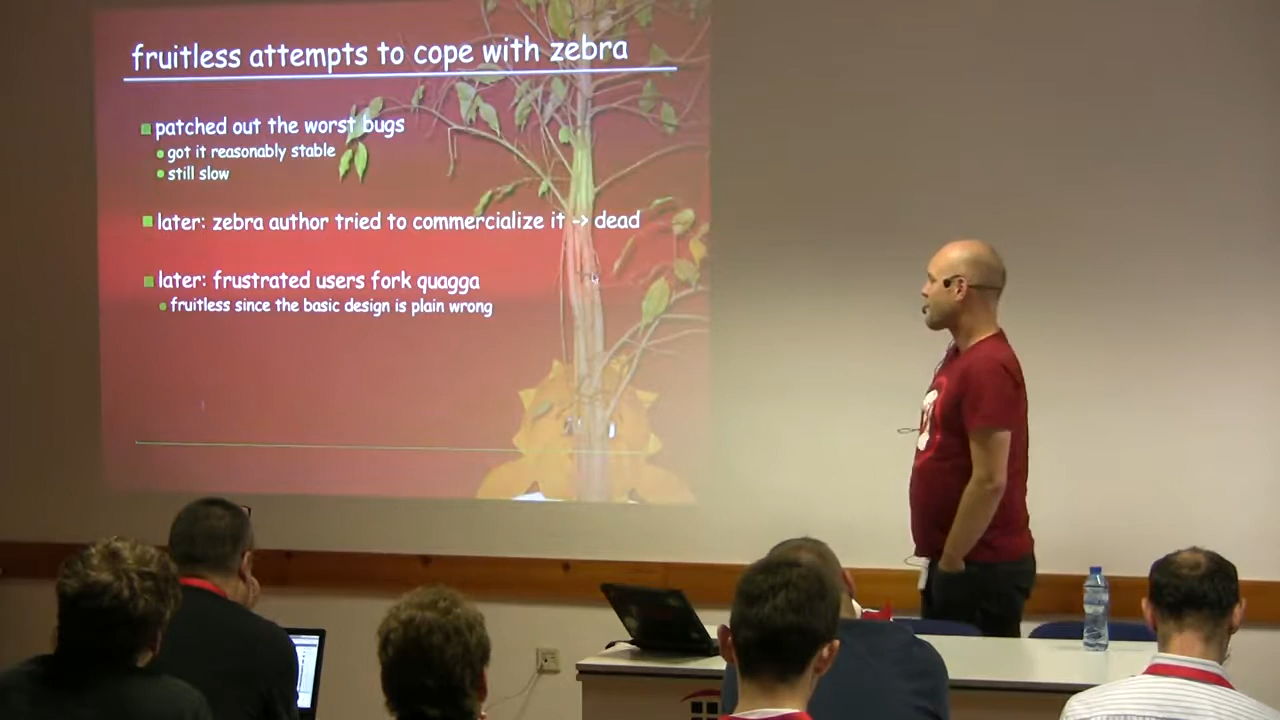 fruitless attempts to cope with zebra
patched out the worst bugs
got it reasonably stable
still slow
later: zebra author tried to commercialize it -> dead
later: frustrated users fork quagga
fruitless since the basic design is plain wrong